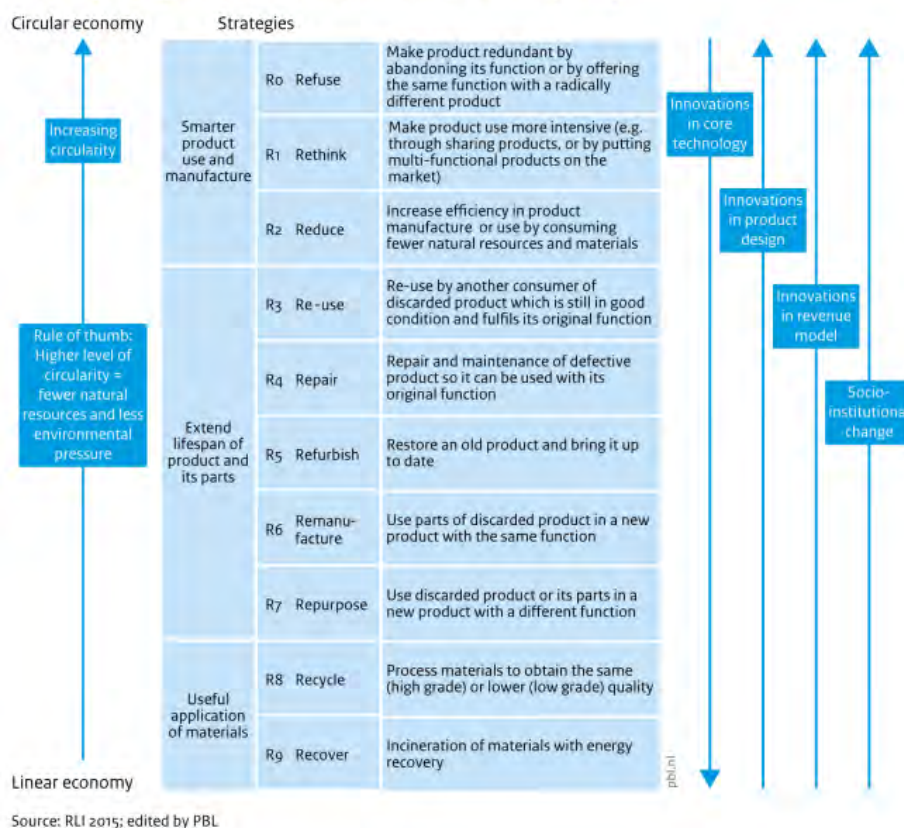 Circular economy
Strategies
Increasing
circularity
Rule of thumb:
Higher level of
circularity =
fewer natural
resources and less
environmental
pressure
Linear economy
Smarter
product
use and
manufacture
R0 Refuse
Make product redundant by
abandoning its function or by offering
the same function with a radically
different product
R1 Rethink
Make product use more intensive (e.g.
through sharing products, or by putting
multi-functional products on the
market)
R2 Reduce
Increase efficiency in product
manufacture or use by consuming
fewer natural resources and materials
Extend
lifespan of
product and
its parts
R3 Re-use
Re-use by another consumer of
discarded product which is still in good
condition and fulfils its original function
R4 Repair
Repair and maintenance of defective
product so it can be used with its
original function
R5 Refurbish
Restore an old product and bring it up
to date
R6 Remanu-
facture
Use parts of discarded product in a new
product with the same function
R7 Repurpose
Use discarded product or its parts in a
new product with a different function
Useful
application
of materials
R8 Recycle
Process materials to obtain the same
(high grade) or lower (low grade) quality
R9 Recover
Incineration of materials with energy
recovery
pbl.nl
Innovations
in core
technology
Innovations
in product
design
Innovations
in revenue
model
Socio-
institutional
change
Source: RLI 2015; edited by PBL